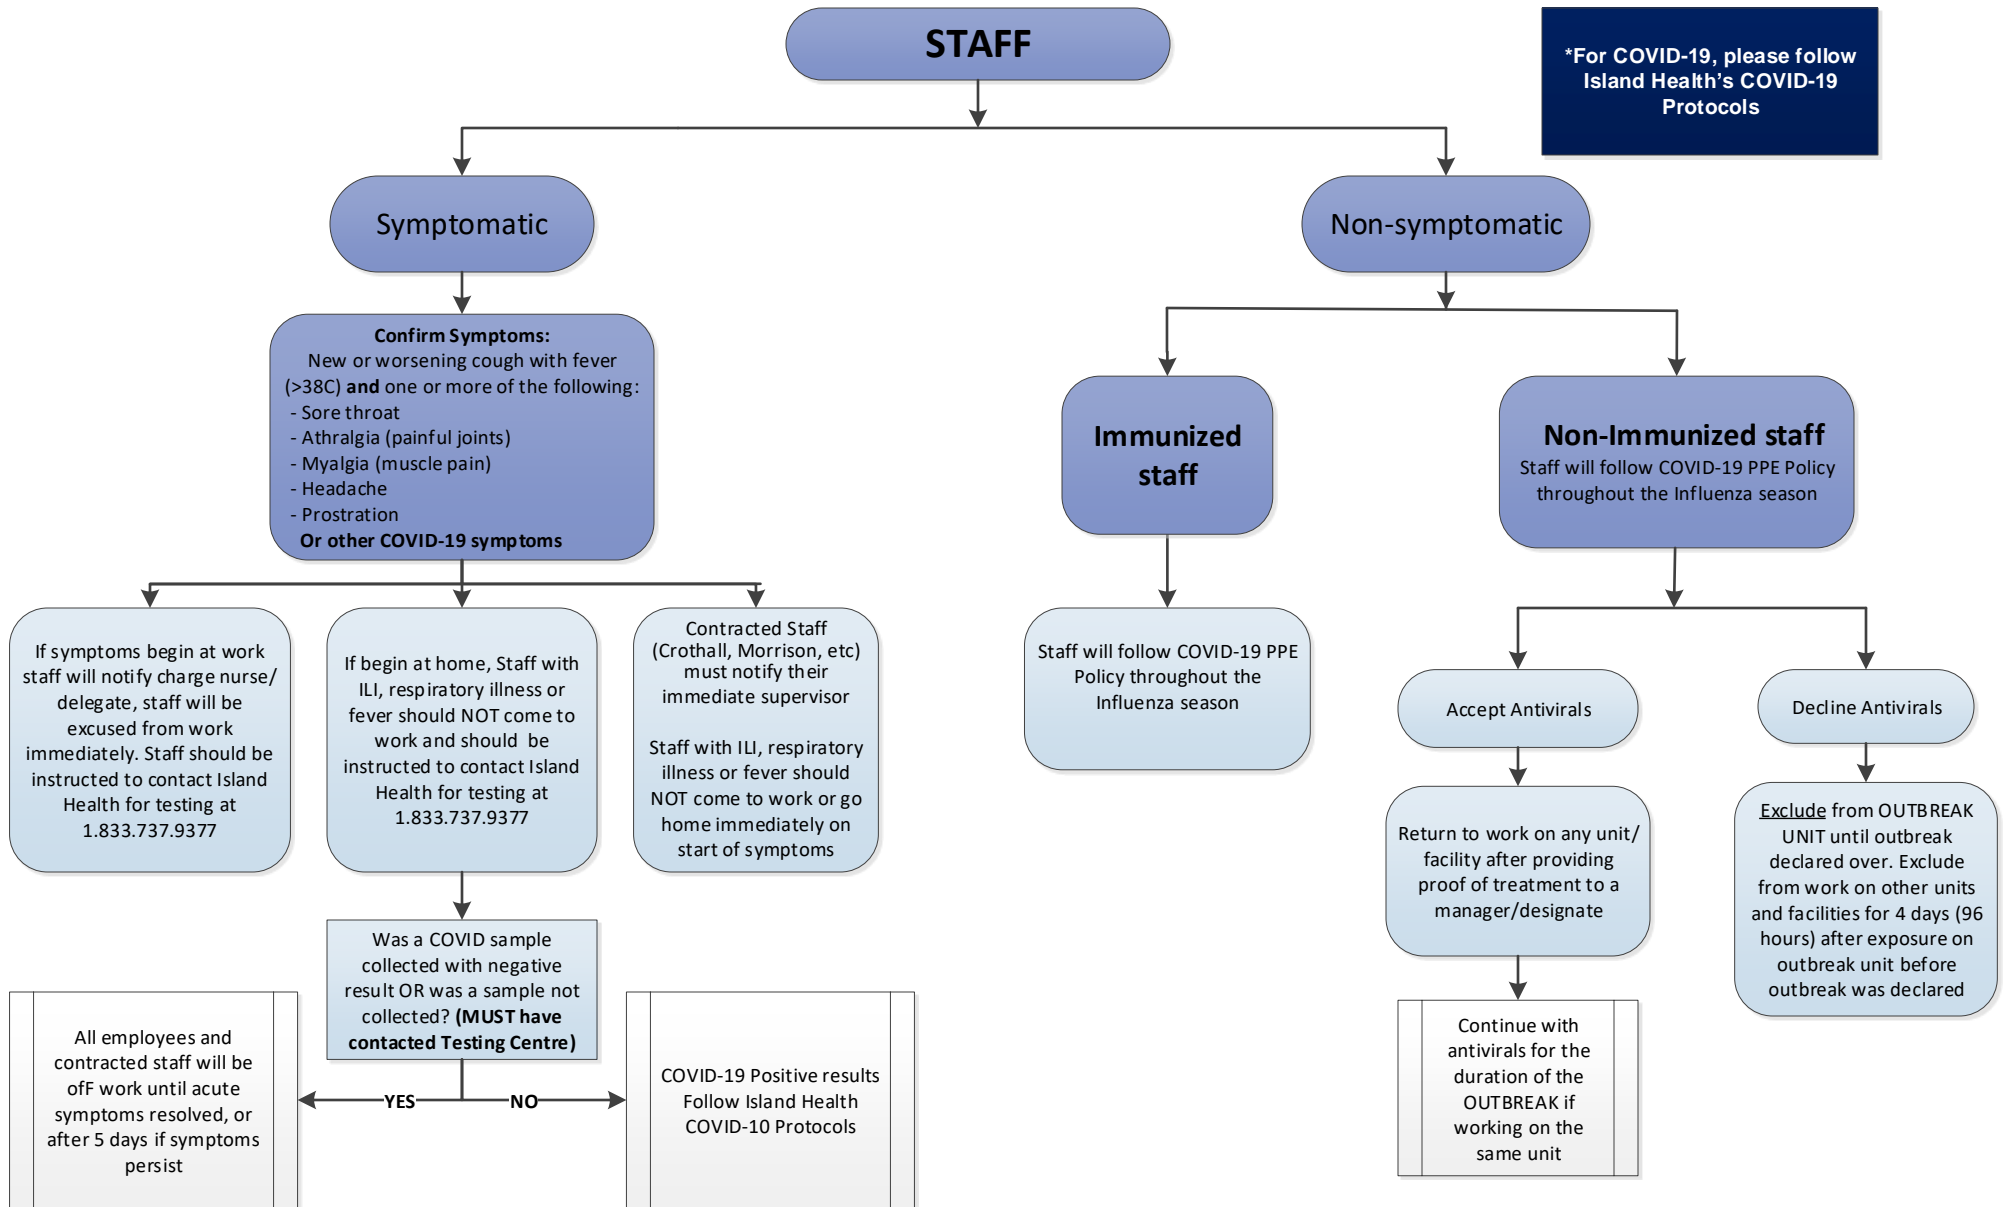 STAFF
*For COVID-19, please follow
Island Health's COVID-19
Protocols
Symptomatic
Non-symptomatic
Confirm Symptoms:
New or worsening cough with fever
(>38C) and one or more of the following:
- Sore throat
- Athralgia (painful joints)
- Myalgia (muscle pain)
- Headache
- Prostration
Or other COVID-19 symptoms
Immunized
staff
Non-Immunized staff
Staff will follow COVID-19 PPE Policy
throughout the Influenza season
If symptoms begin at work
staff will notify charge nurse/
delegate, staff will be
excused from work
immediately. Staff should be
instructed to contact Island
Health for testing at
1.833.737.9377
If begin at home, Staff with
ILI, respiratory illness or
fever should NOT come to
work and should be
instructed to contact Island
Health for testing at
1.833.737.9377
Contracted Staff
(Crothall, Morrison, etc)
must notify their
immediate supervisor
Staff with ILI, respiratory
illness or fever should
NOT come to work or go
home immediately on
start of symptoms
Staff will follow COVID-19 PPE
Policy throughout the
Influenza season
Accept Antivirals
Decline Antivirals
Return to work on any unit/
facility after providing
proof of treatment to a
manager/designate
Exclude from OUTBREAK
UNIT until outbreak
declared over. Exclude
from work on other units
and facilities for 4 days (96
hours) after exposure on
outbreak unit before
outbreak was declared
Was a COVID sample
collected with negative
result OR was a sample not
collected? (MUST have
contacted Testing Centre)
YES
NO
All employees and
contracted staff will be
ofF work until acute
symptoms resolved, or
after 5 days if symptoms
persist
COVID-19 Positive results
Follow Island Health
COVID-10 Protocols
Continue with
antivirals for the
duration of the
OUTBREAK if
working on the
same unit